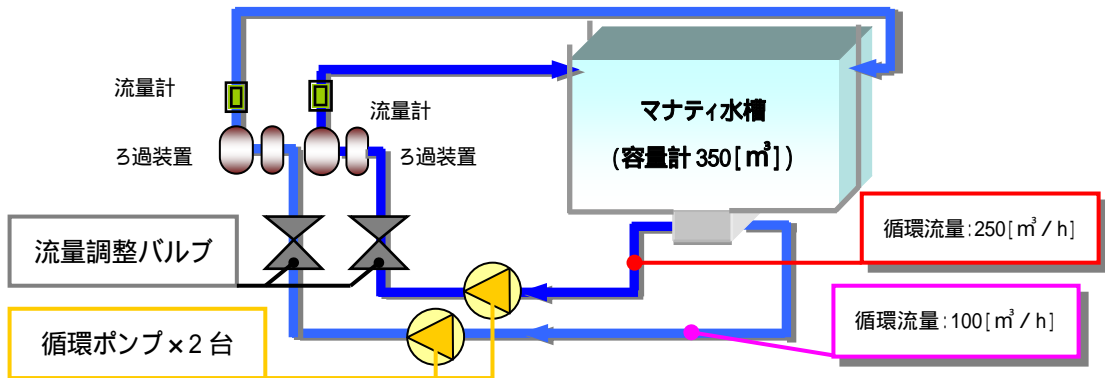 流量計
流量計
ろ過装置
ろ過装置
マナティ水槽
(容量計 350[㎥])
流量調整バルブ
循環ポンプ×2台
循環流量:250[㎥/h]
循環流量:100[㎥/h]